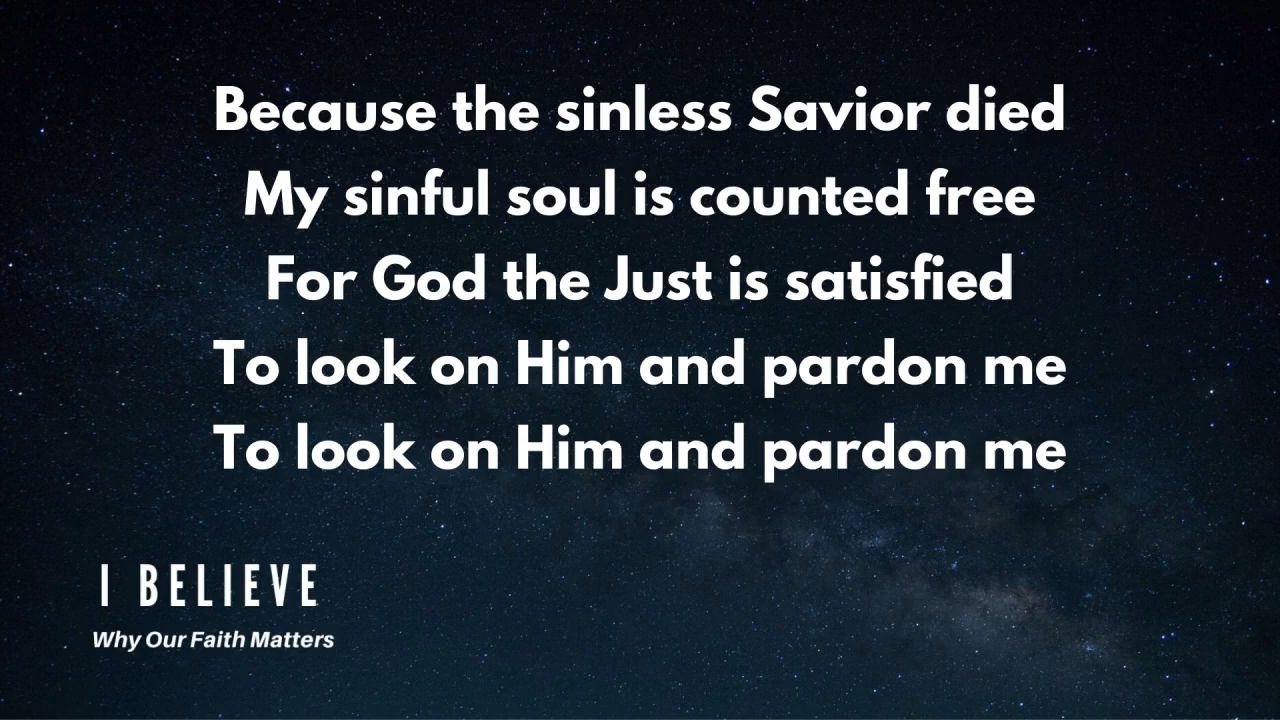 Because the sinless Savior died
My sinful soul is counted free
For God the Just is satisfied
To look on Him and pardon me
To look on Him and pardon me
I BELIEVE
Why Our Faith Matters